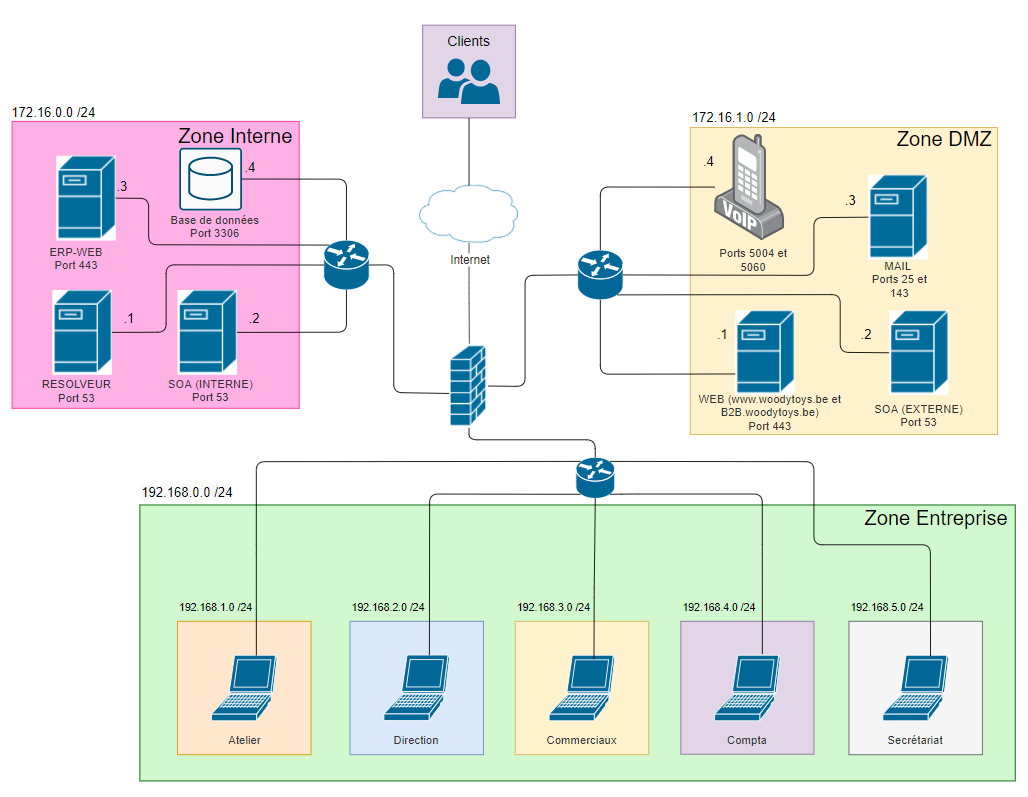 Clients
172.16.0.0 /24
Zone Interne
.3
ERP-WEB
Port 443
.4
Base de données
Port 3306
.1
RESOLVEUR
Port 53
.2
SOA (INTERNE)
Port 53
Internet
172.16.1.0 /24
Zone DMZ
.4
VoIP
Ports 5004 et
5060
.3
MAIL
Ports 25 et
143
.1
WEB (www.woodytoys.be et
B2B.woodytoys.be)
Port 443
.2
SOA (EXTERNE)
Port 53
192.168.0.0 /24
Zone Entreprise
192.168.1.0 /24
Atelier
192.168.2.0 /24
Direction
192.168.3.0 /24
Commerciaux
192.168.4.0 /24
Compta
192.168.5.0 /24
Secrétariat